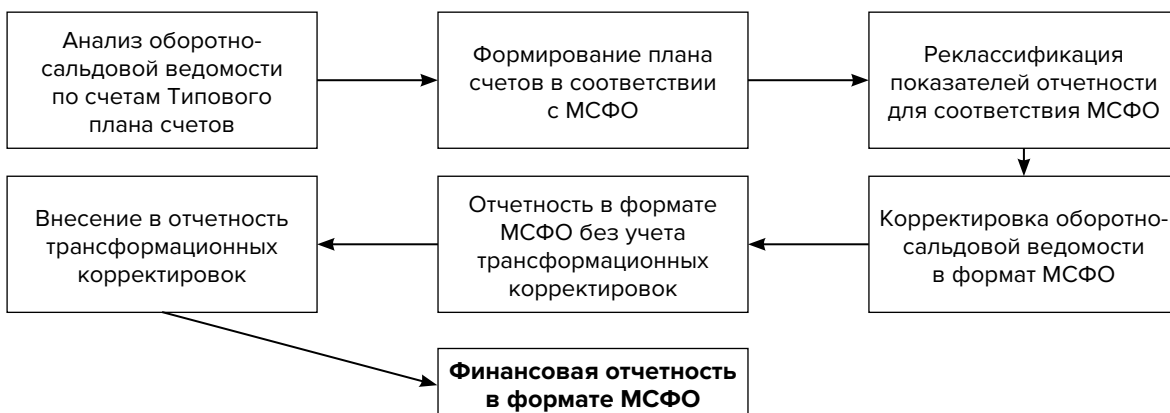 Анализ оборотно-
сальдовой ведомости
по счетам Типового
плана счетов
Формирование плана
счетов в соответствии
с МСФО
Реклассификация
показателей отчетности
для соответствия МСФО
Корректировка оборотно-
сальдовой ведомости
в формат МСФО
Отчетность в формате
МСФО без учета
трансформационных
корректировок
Внесение в отчетность
трансформационных
корректировок
Финансовая отчетность
в формате МСФО